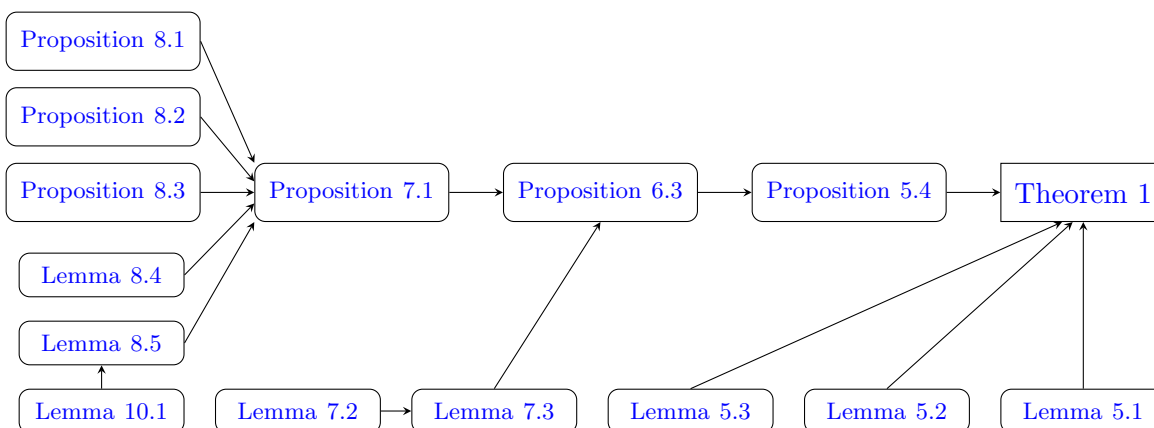 Proposition 8.1
Proposition 8.2
Proposition 8.3
Proposition 7.1
Proposition 6.3
Proposition 5.4
Theorem 1
Lemma 8.4
Lemma 8.5
Lemma 10.1
Lemma 7.2
Lemma 7.3
Lemma 5.3
Lemma 5.2
Lemma 5.1